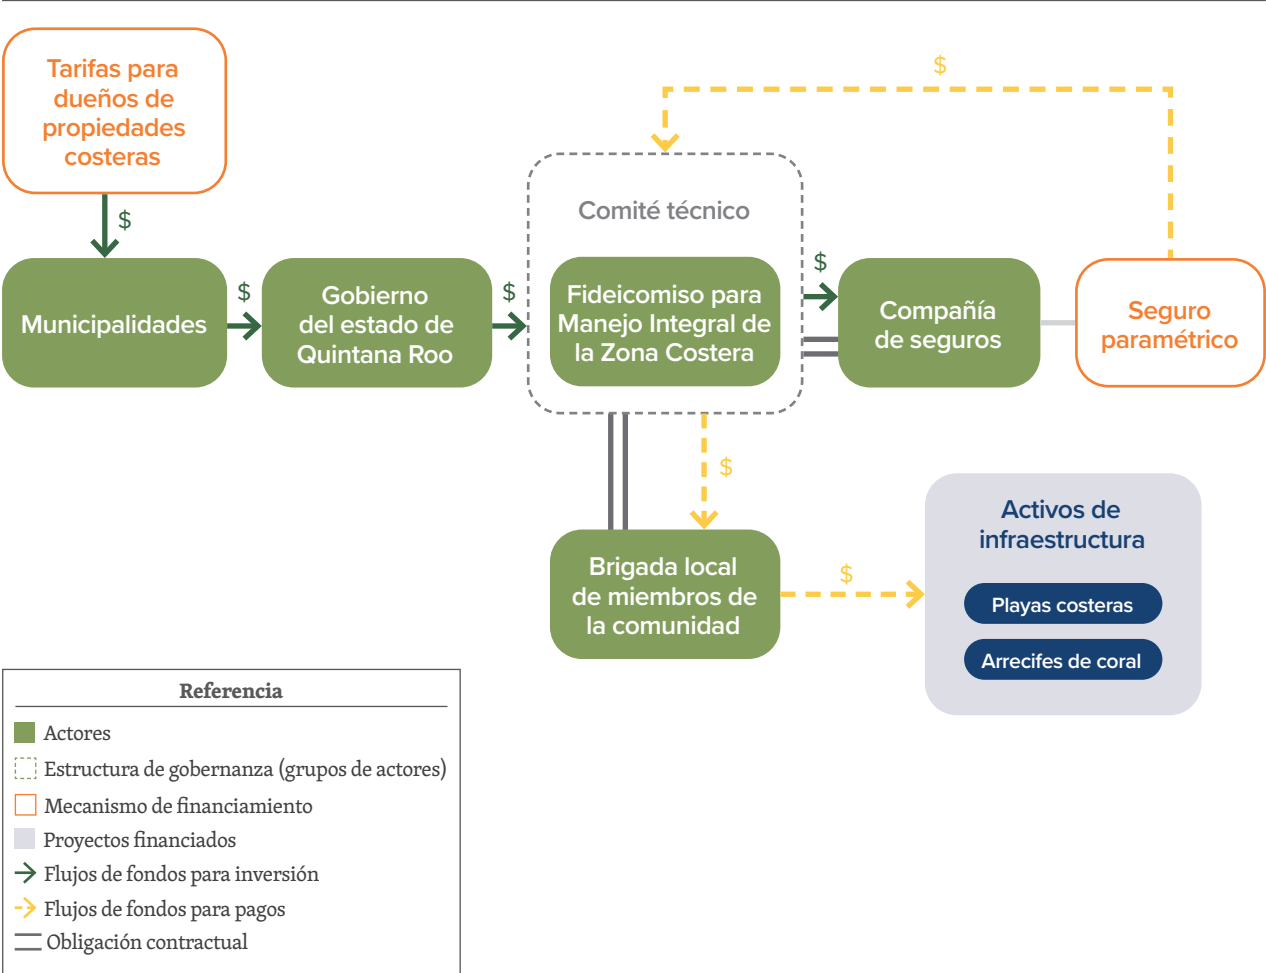 Tarifas para
dueños de
propiedades
costeras
$
$
Municipalidades
$
Gobierno
del estado de
Quintana Roo
$
Comité técnico
Fideicomiso para
Manejo Integral de
la Zona Costera
$
Compañía
de seguros
Seguro
paramétrico
$
Brigada local
de miembros de
la comunidad
$
Activos de
infraestructura
Playas costeras
Arrecifes de coral
Referencia
Actores
Estructura de gobernanza (grupos de actores)
Mecanismo de financiamiento
Proyectos financiados
Flujos de fondos para inversión
Flujos de fondos para pagos
Obligación contractual